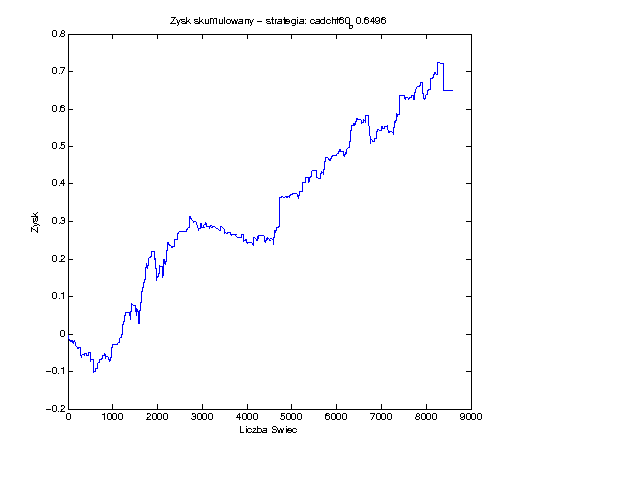 Zysk skumulowany – strategia: cadchf60b 0.6496
0.8
0.7
0.6
0.5
0.4
0.3
0.2
0.1
0
−0.1
−0.2
Zysk
0 1000 2000 3000 4000 5000 6000 7000 8000 9000
Liczba Swiec